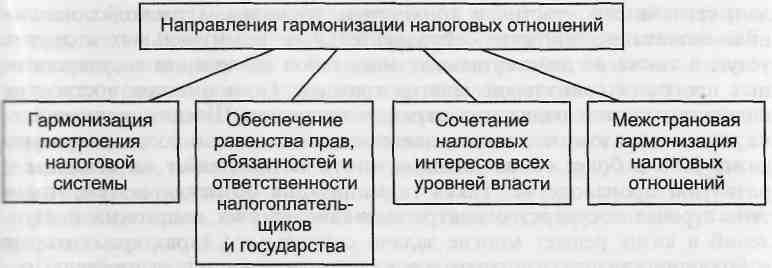 Направления гармонизации налоговых отношений
Гармонизация
построения
налоговой
системы
Обеспечение
равенства прав,
обязанностей и
ответственности
налогоплатель-
щиков
и государства
Сочетание
налоговых
интересов всех
уровней власти
Межстрановая
гармонизация
налоговых
отношений